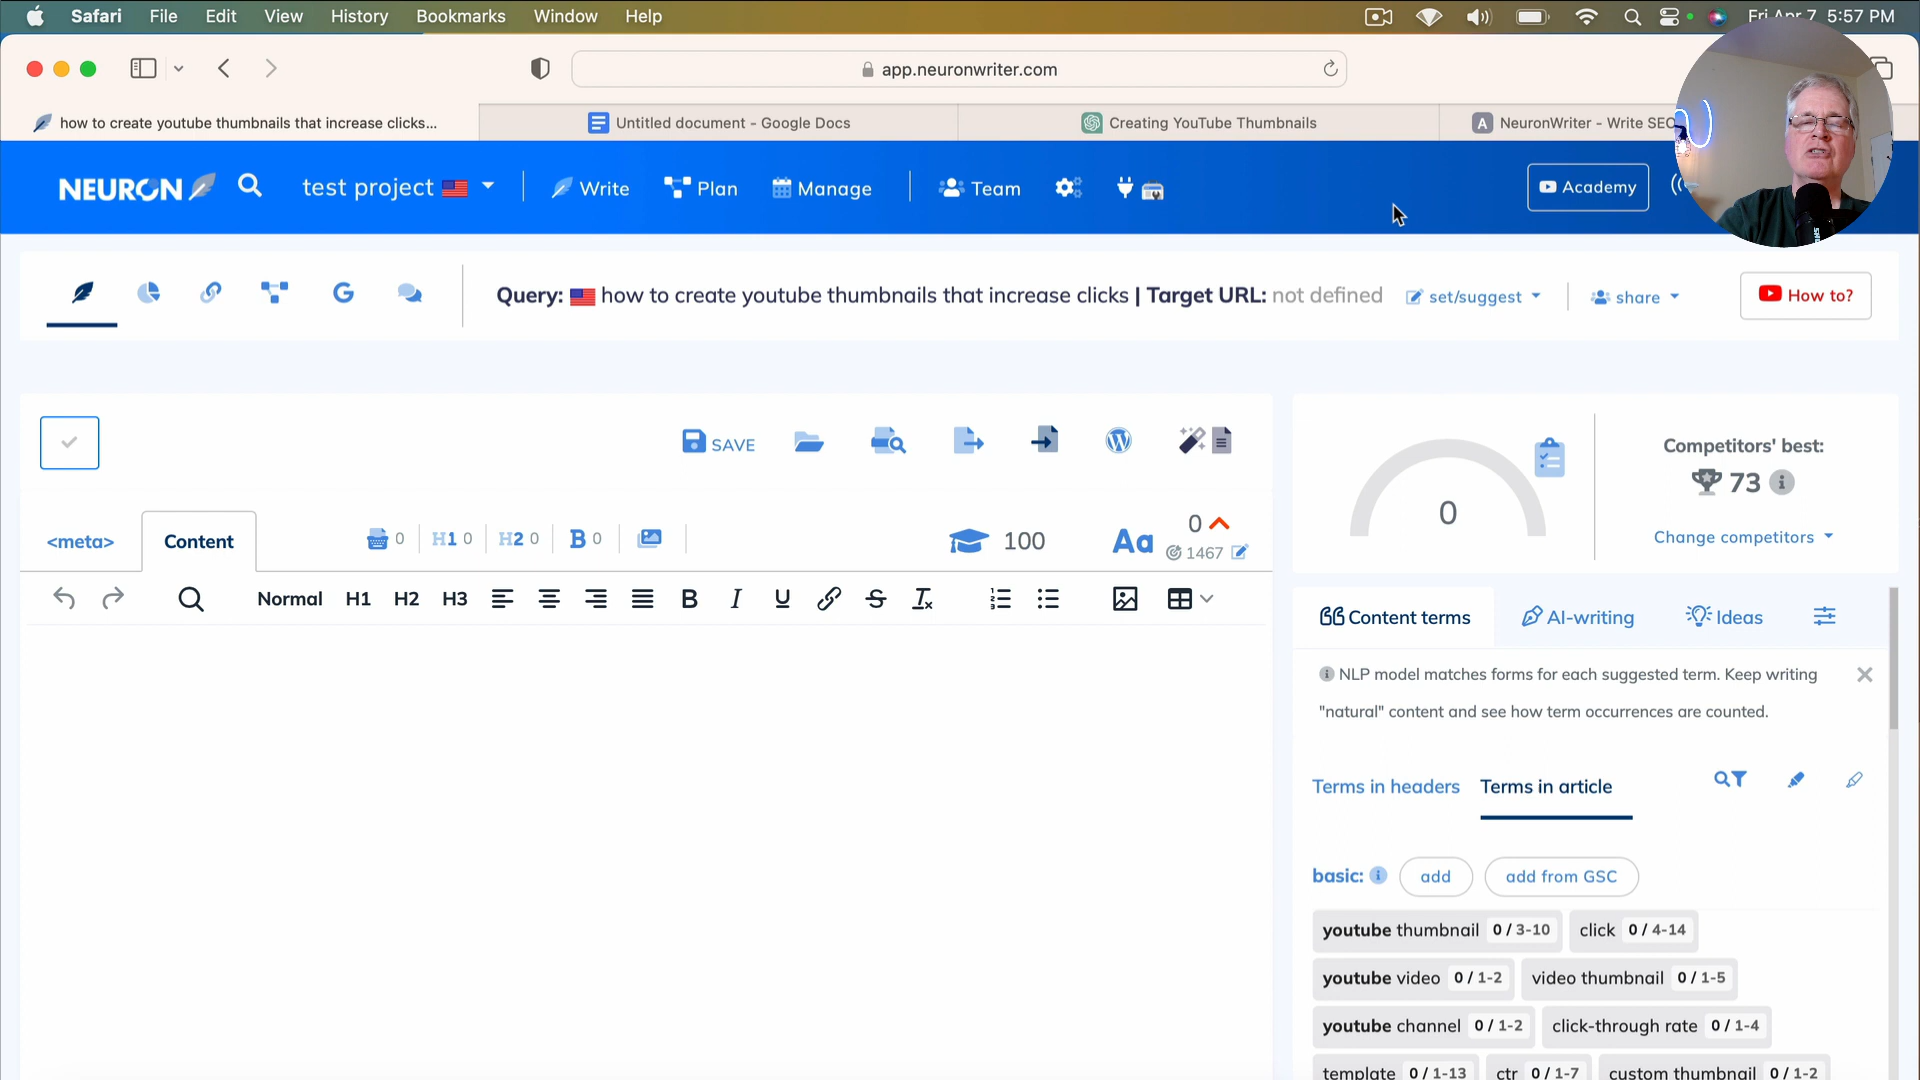 Safari File Edit View History Bookmarks Window Help Fri Apr 7 5:57 PM
app.neuronwriter.com
how to create youtube thumbnails that increase clicks... Untitled document - Google Docs Creating YouTube Thumbnails A NeuronWriter - Write SEO
NEURON test project Write Plan Manage Team Academy
Query: how to create youtube thumbnails that increase clicks | Target URL: not defined set/suggest share How to?
SAVE
Competitors' best:
73
0
Change competitors
<meta> Content 0 H1 0 H2 0 B 0 100 Aa 0
1467
Normal H1 H2 H3 B I U S
Content terms AI-writing Ideas
NLP model matches forms for each suggested term. Keep writing
"natural" content and see how term occurrences are counted.
Terms in headers Terms in article
basic: add add from GSC
youtube thumbnail 0 / 3-10 click 0 / 4-14
youtube video 0 / 1-2 video thumbnail 0 / 1-5
youtube channel 0 / 1-2 click-through rate 0 / 1-4
template 0 / 1-13 ctr 0 / 1-7 custom thumbnail 0 / 1-2